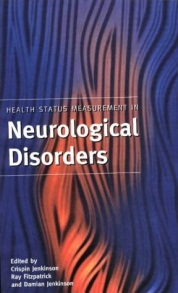 HEALTH STATUS MEASUREMENT IN
Neurological
Disorders
Edited by
Crispin Jenkinson
Ray Fitzpatrick
and Damian Jenkinson